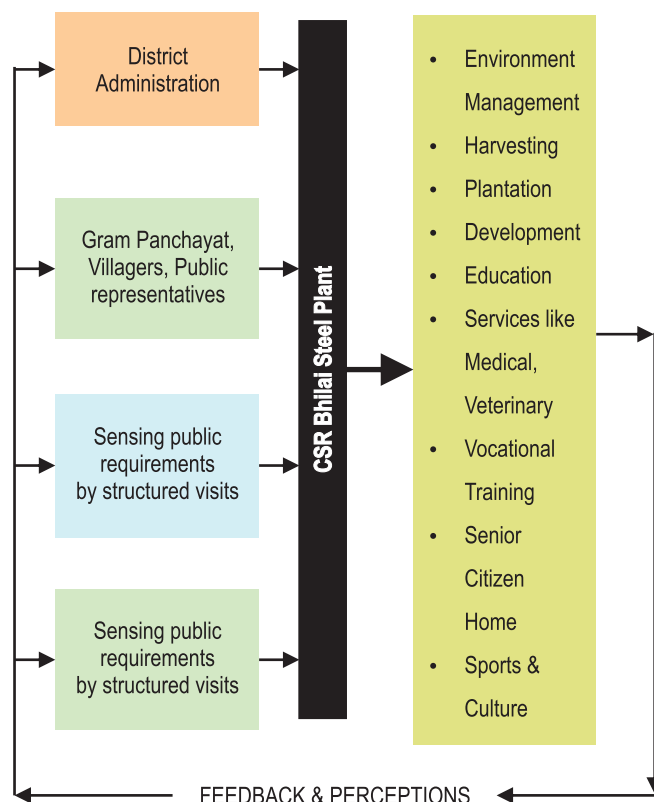 District
Administration
Gram Panchayat,
Villagers, Public
representatives
Sensing public
requirements
by structured visits
Sensing public
requirements
by structured visits
CSR Bhilai Steel Plant
• Environment
Management
• Harvesting
• Plantation
• Development
• Education
• Services like
Medical,
Veterinary
• Vocational
Training
• Senior
Citizen
Home
• Sports &
Culture
FEEDBACK & PERCEPTIONS